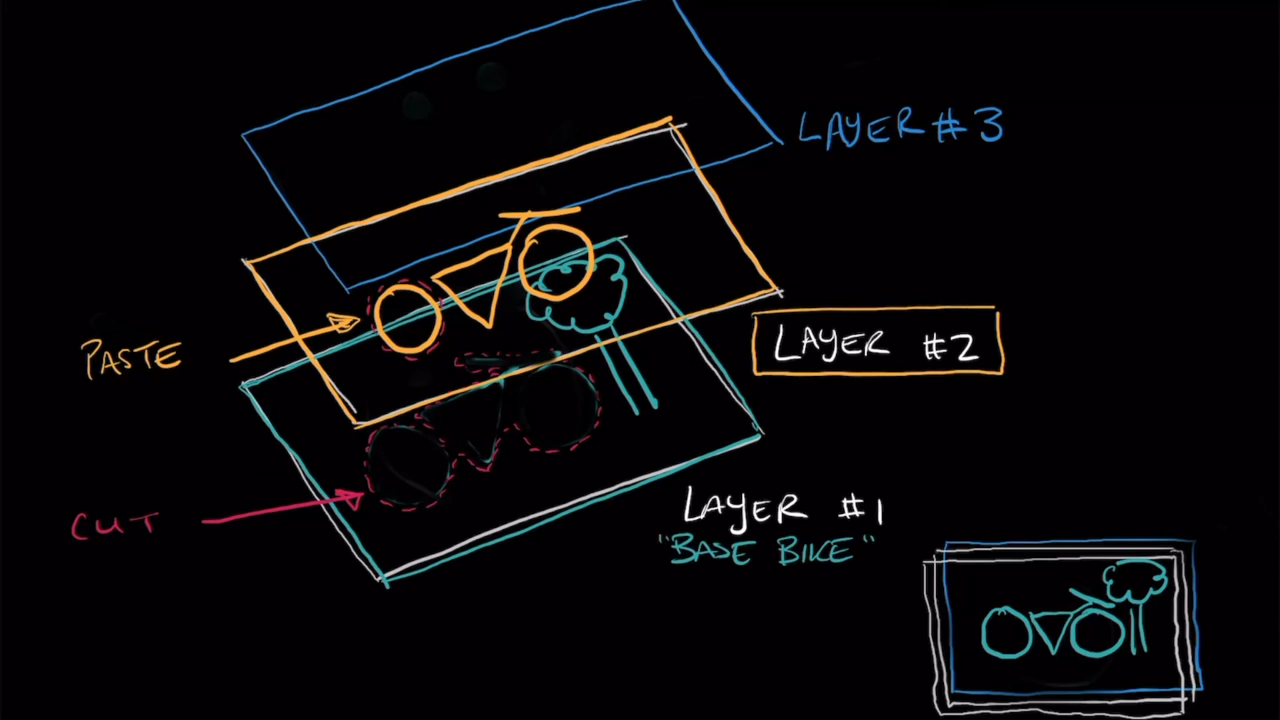 LAYER #3
LAYER #2
PASTE
CUT
LAYER #1
"BASE BIKE"